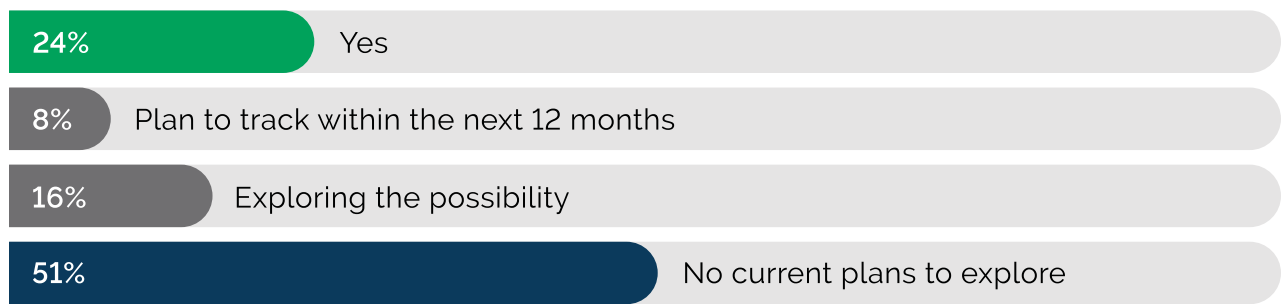 24% Yes
8% Plan to track within the next 12 months
16% Exploring the possibility
51% No current plans to explore